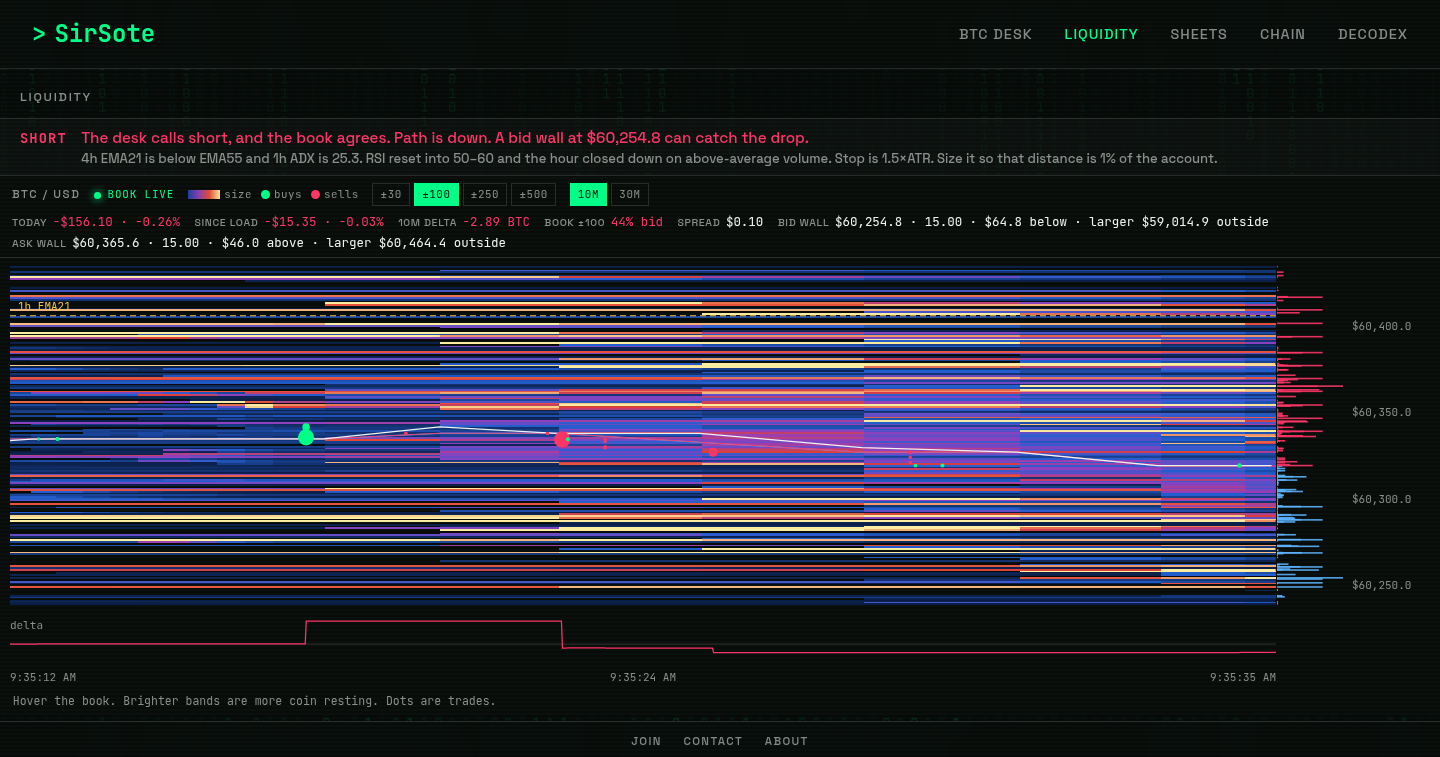 > SirSote
BTC DESK LIQUIDITY SHEETS CHAIN DECODEX
LIQUIDITY
SHORT The desk calls short, and the book agrees. Path is down. A bid wall at $60,254.8 can catch the drop.
4h EMA21 is below EMA55 and 1h ADX is 25.3. RSI reset into 50–60 and the hour closed down on above-average volume. Stop is 1.5×ATR. Size it so that distance is 1% of the account.
BTC / USD BOOK LIVE size buys sells ±30 ±100 ±250 ±500 10M 30M
TODAY -$156.10 · -0.26% SINCE LOAD -$15.35 · -0.03% 10M DELTA -2.89 BTC BOOK ±100 44% bid SPREAD $0.10 BID WALL $60,254.8 · 15.00 · $64.8 below · larger $59,014.9 outside
ASK WALL $60,365.6 · 15.00 · $46.0 above · larger $60,464.4 outside
1h EMA21
$60,400.0
$60,350.0
$60,300.0
$60,250.0
delta
9:35:12 AM 9:35:24 AM 9:35:35 AM
Hover the book. Brighter bands are more coin resting. Dots are trades.
JOIN CONTACT ABOUT